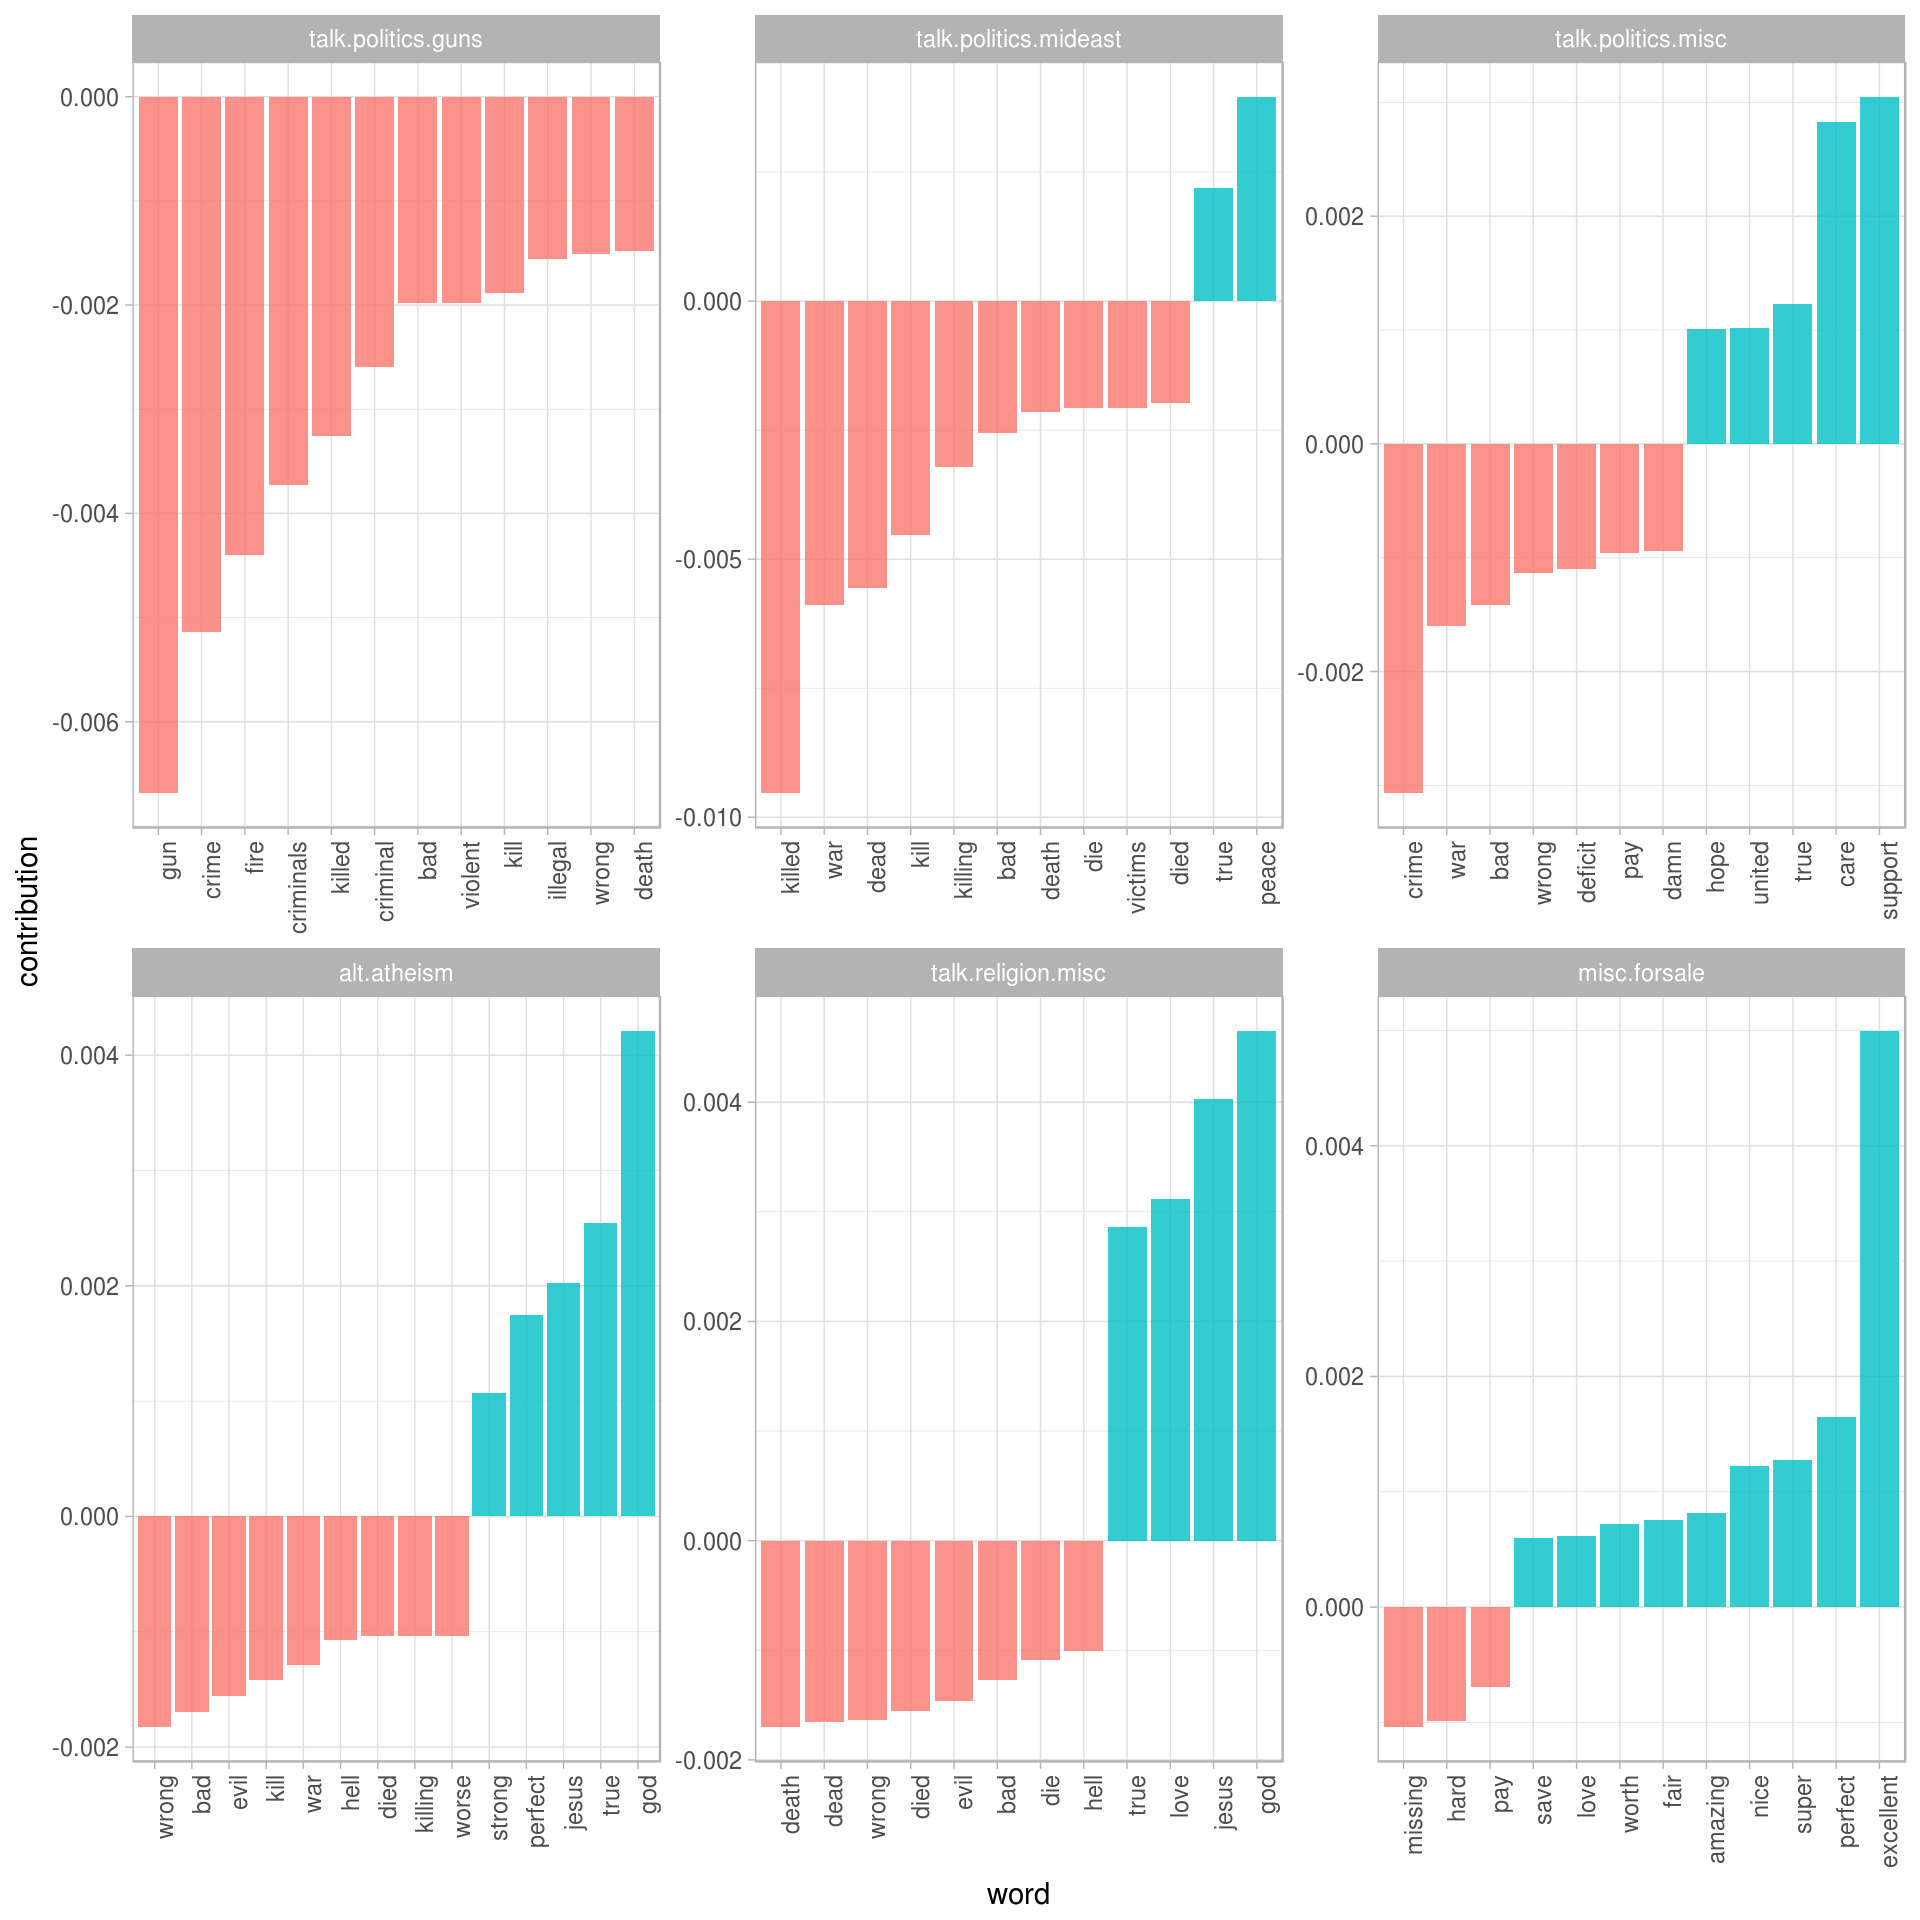 talk.politics.guns
talk.politics.mideast
talk.politics.misc
0.000
-0.002
-0.004
-0.006
gun
crime
fire
criminals
killed
criminal
bad
violent
kill
illegal
wrong
death
0.000
-0.005
-0.010
killed
war
dead
kill
killing
bad
death
die
victims
died
true
peace
0.002
0.000
-0.002
crime
war
bad
wrong
deficit
pay
damn
hope
united
true
care
support
contribution
alt.atheism
talk.religion.misc
misc.forsale
0.004
0.002
0.000
-0.002
wrong
bad
evil
kill
war
hell
died
killing
worse
strong
perfect
jesus
true
god
0.004
0.002
0.000
-0.002
death
dead
wrong
died
evil
bad
die
hell
true
love
jesus
god
0.004
0.002
0.000
missing
hard
pay
save
love
worth
fair
amazing
nice
super
perfect
excellent
word